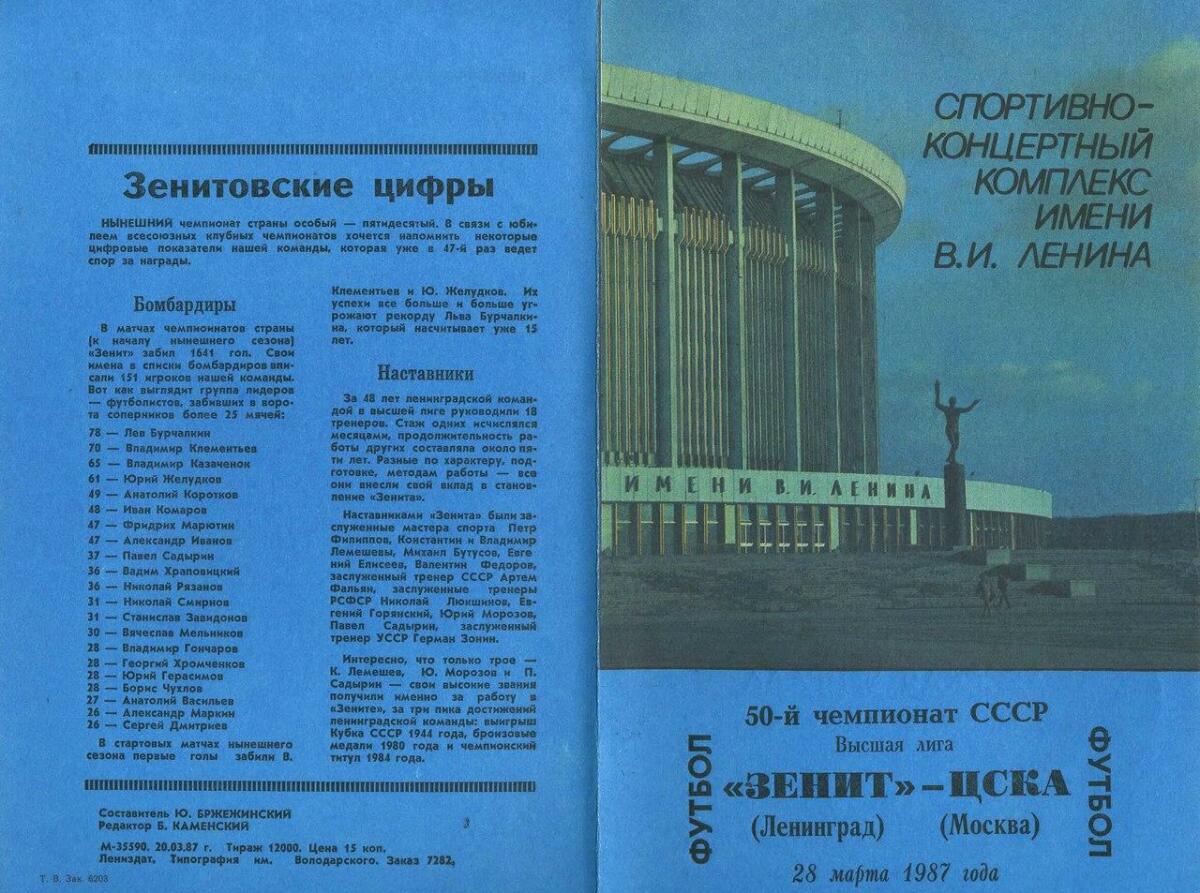 Зенитовские цифры
НЫНЕШНИЙ чемпионат страны особый — пятидесятый. В связи с юби-
леем всесоюзных клубных чемпионатов хочется напомнить некоторые
цифровые показатели нашей команды, которая уже в 47-й раз ведет
спор за награды.
Бомбардиры
В матчах чемпионатов страны
(к началу нынешнего сезона)
«Зенит» забил 1641 гол. Свои
имена в списки бомбардиров впи-
сали 151 игроков нашей команды.
Вот как выглядит группа лидеров
— футболистов, забивших в воро-
та соперников более 25 мячей:
78 — Лев Бурчалкин
70 — Владимир Клементьев
65 — Владимир Казаченок
61 — Юрий Желудков
49 — Анатолий Коротков
48 — Иван Комаров
47 — Фридрих Марютин
47 — Александр Иванов
37 — Павел Садырин
36 — Вадим Храповицкий
36 — Николай Рязанов
31 — Николай Смирнов
31 — Станислав Завидонов
30 — Вячеслав Мельников
28 — Владимир Гончаров
28 — Георгий Хромченков
28 — Юрий Герасимов
28 — Борис Чухлов
27 — Анатолий Васильев
26 — Александр Маркин
26 — Сергей Дмитриев
В стартовых матчах нынешнего
сезона первые голы забили В.
Клементьев и Ю. Желудков. Их
успехи все больше и больше уг-
рожают рекорду Льва Бурчалки-
на, который насчитывает уже 15
лет.
Наставники
За 48 лет ленинградской коман-
дой в высшей лиге руководили 18
тренеров. Стаж одних исчислялся
месяцами, продолжительность ра-
боты других составляла около пя-
ти лет. Разные по характеру, под-
готовке, методам работы — все
они внесли свой вклад в станов-
ление «Зенита».
Наставниками «Зенита» были за-
служенные мастера спорта Петр
Филиппов, Константин и Владимир
Лемешевы, Михаил Бутусов, Евге-
ний Елисеев, Валентин Федоров,
заслуженный тренер СССР Артем
Фальян, заслуженные тренеры
РСФСР Николай Люкшинов, Ев-
гений Горянский, Юрий Морозов,
Павел Садырин, заслуженный
тренер УССР Герман Зонин.
Интересно, что только трое —
К. Лемешев, Ю. Морозов и П.
Садырин — свои высокие звания
получили именно за работу в
«Зените», за три пика достижений
ленинградской команды: выигрыш
Кубка СССР 1944 года, бронзовые
медали 1980 года и чемпионский
титул 1984 года.
Составитель Ю. БРЖЕЖИНСКИЙ
Редактор Б. КАМЕНСКИЙ
3
М-35590. 20.03.87 г. Тираж 12000. Цена 15 коп.
Лениздат, Типография им. Володарского. Заказ 7282,
Т. В. Зак. 6203
СПОРТИВНО-
КОНЦЕРТНЫЙ
КОМПЛЕКС
ИМЕНИ
В.И. ЛЕНИНА
ИМЕНИ В.И.ЛЕНИНА
50-й чемпионат СССР
Высшая лига
ФУТБОЛ
«ЗЕНИТ» – ЦСКА
(Ленинград) (Москва)
ФУТБОЛ
28 марта 1987 года